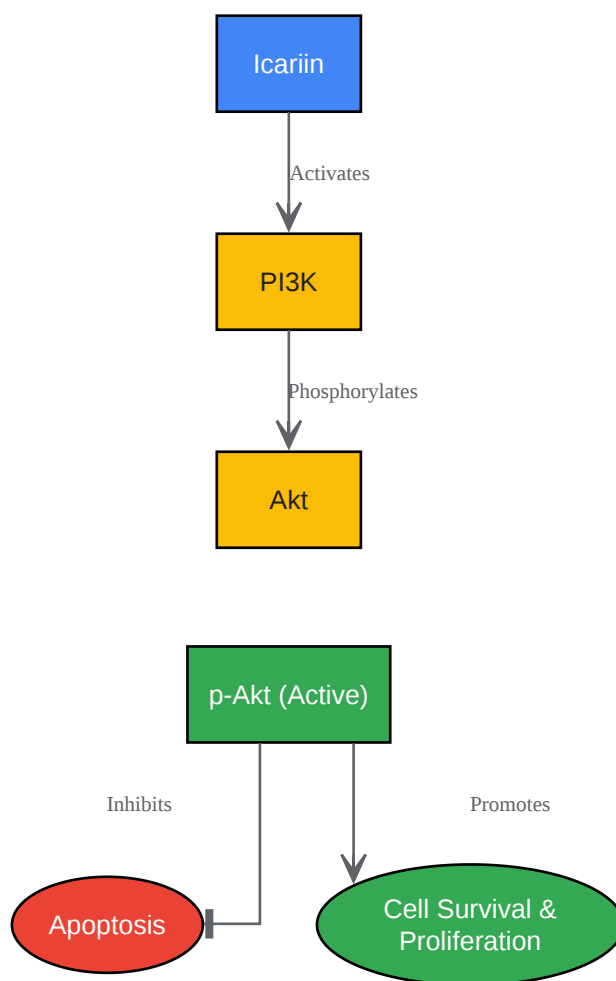 Icariin
Activates
PI3K
Phosphorylates
Akt
p-Akt (Active)
Inhibits
Promotes
Apoptosis
Cell Survival &
Proliferation